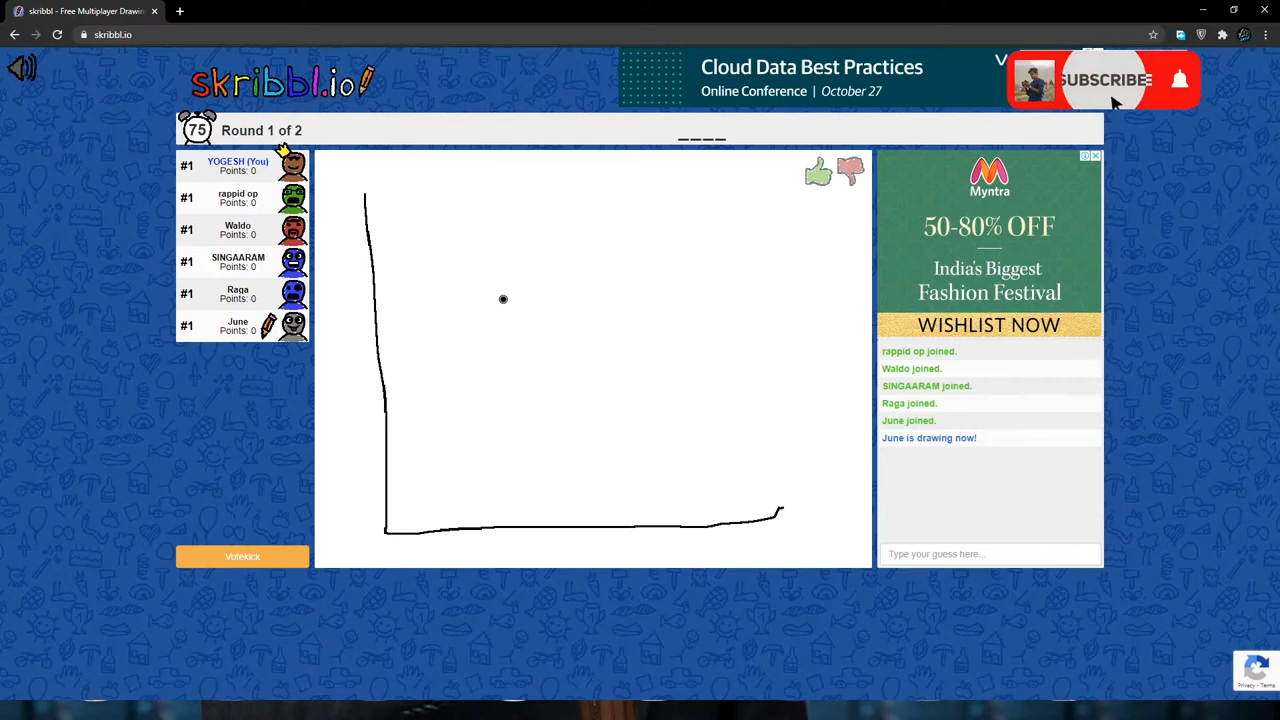 skribbl - Free Multiplayer Drawin
skribbl.io
skribbl.io
Cloud Data Best Practices
Online Conference | October 27
SUBSCRIBE
75
Round 1 of 2
____
#1
YOGESH (You)
Points: 0
#1
rappid op
Points: 0
#1
Waldo
Points: 0
#1
SINGAARAM
Points: 0
#1
Raga
Points: 0
#1
June
Points: 0
Votekick
Myntra
50-80% OFF
India's Biggest
Fashion Festival
WISHLIST NOW
rappid op joined.
Waldo joined.
SINGAARAM joined.
Raga joined.
June joined.
June is drawing now!
Type your guess here...
Privacy - Terms